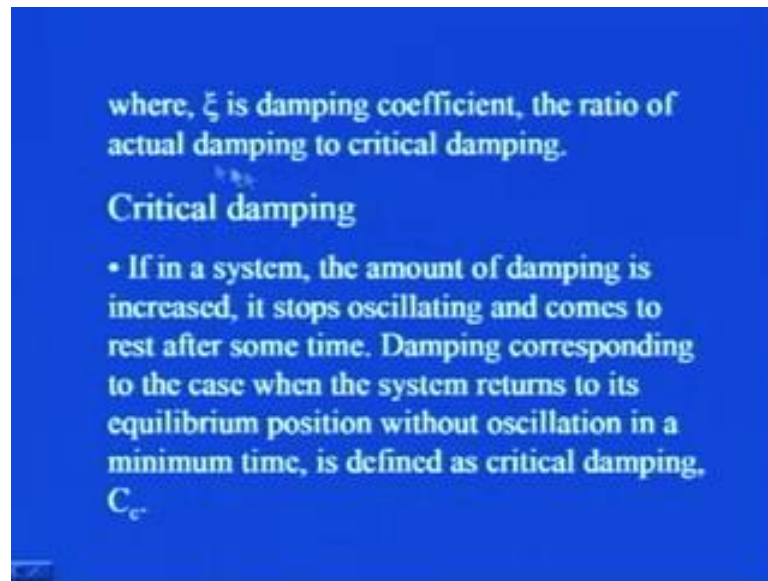 where, ξ is damping coefficient, the ratio of
actual damping to critical damping.
Critical damping
• If in a system, the amount of damping is
increased, it stops oscillating and comes to
rest after some time. Damping corresponding
to the case when the system returns to its
equilibrium position without oscillation in a
minimum time, is defined as critical damping,
Cc.